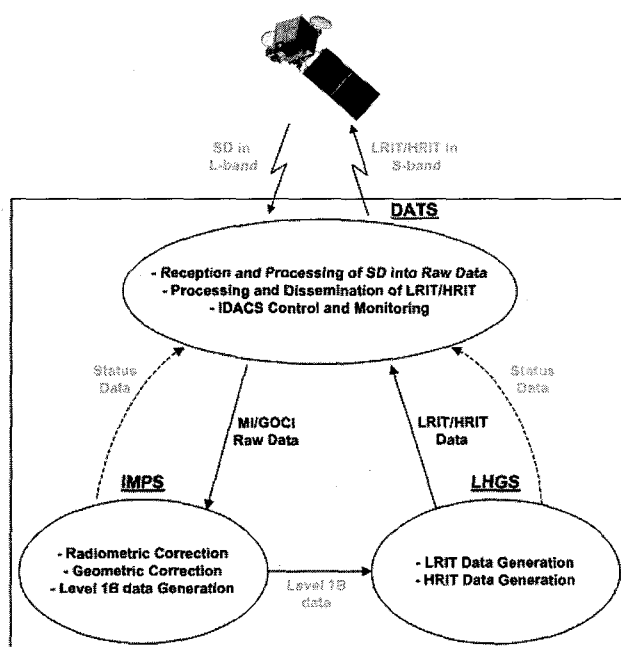 SD in
L-band
LRIT/HRIT in
S-band
DATS
- Reception and Processing of SD into Raw Data
- Processing and Dissemination of LRIT/HRIT
- IDACS Control and Monitoring
Status
Data
MI/GOCI
Raw Data
LRIT/HRIT
Data
Status
Data
IMPS
- Radiometric Correction
- Geometric Correction
- Level 1B data Generation
Level 1B
data
LHGS
- LRIT Data Generation
- HRIT Data Generation